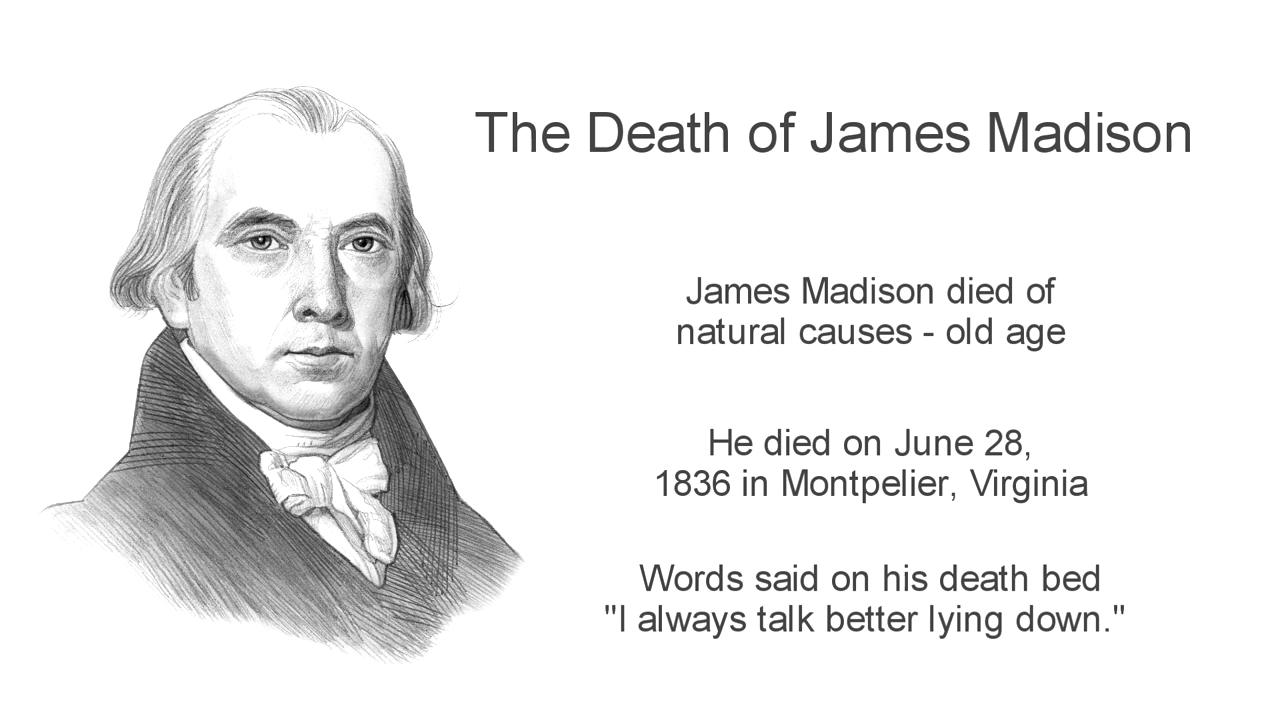 The Death of James Madison
James Madison died of
natural causes - old age
He died on June 28,
1836 in Montpelier, Virginia
Words said on his death bed
"I always talk better lying down."